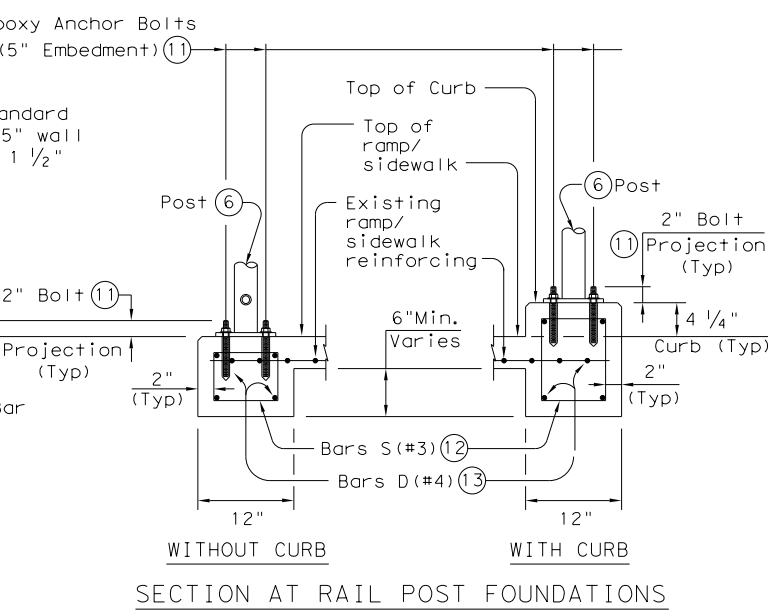 poxy Anchor Bolts
(5" Embedment) 11
andard
5" wall
1 1/2"
Top of Curb
Top of
ramp/
sidewalk
Post 6
6 Post
Existing
ramp/
sidewalk
reinforcing
2" Bolt
11 Projection
(Typ)
2" Bolt 11
Projection
(Typ)
6"Min.
Varies
4 1/4"
Curb (Typ)
2"
(Typ)
2"
(Typ)
Bar
Bars S(#3) 12
Bars D(#4) 13
12"
12"
WITHOUT CURB
WITH CURB
SECTION AT RAIL POST FOUNDATIONS